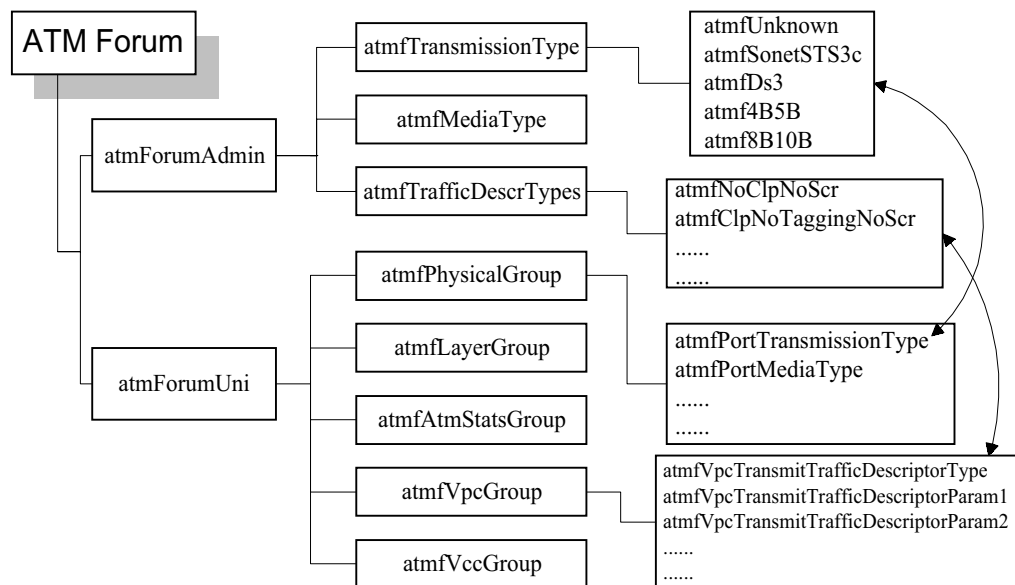 ATM Forum
atmForumAdmin
atmForumUni
atmfTransmissionType
atmfMediaType
atmfTrafficDescrTypes
atmfPhysicalGroup
atmfLayerGroup
atmfAtmStatsGroup
atmfVpcGroup
atmfVccGroup
atmfUnknown
atmfSonetSTS3c
atmfDs3
atmf4B5B
atmf8B10B
atmfNoClpNoScr
atmfClpNoTaggingNoScr
......
......
atmfPortTransmissionType
atmfPortMediaType
......
......
atmfVpcTransmitTrafficDescriptorType
atmfVpcTransmitTrafficDescriptorParam1
atmfVpcTransmitTrafficDescriptorParam2
......
......